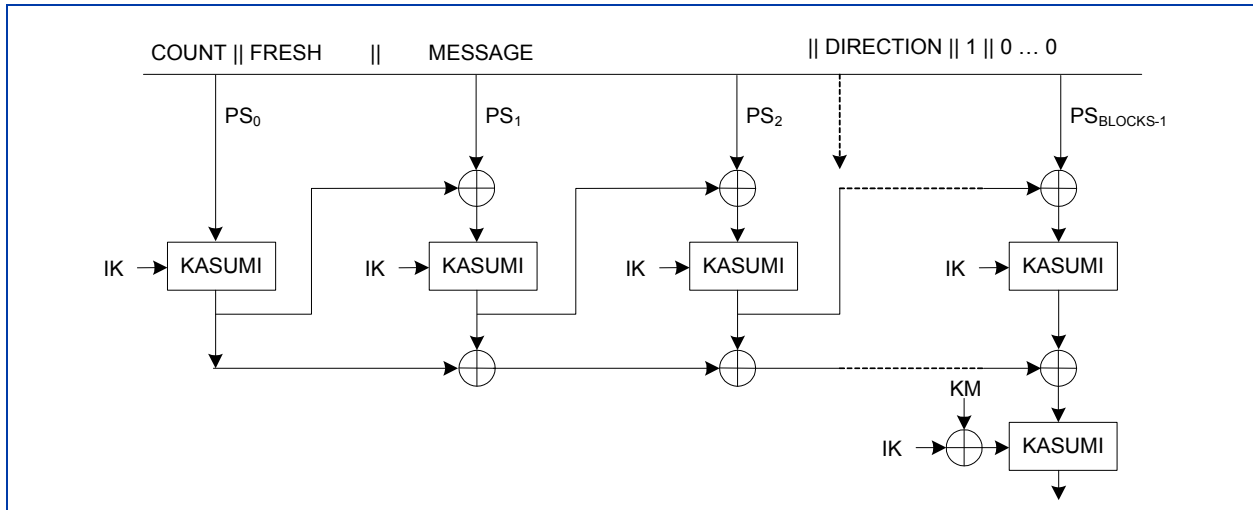 COUNT || FRESH || MESSAGE || DIRECTION || 1 || 0 … 0
PS0 PS1 PS2 PSBLOCKS-1
IK KASUMI IK KASUMI IK KASUMI IK KASUMI
KM
IK KASUMI